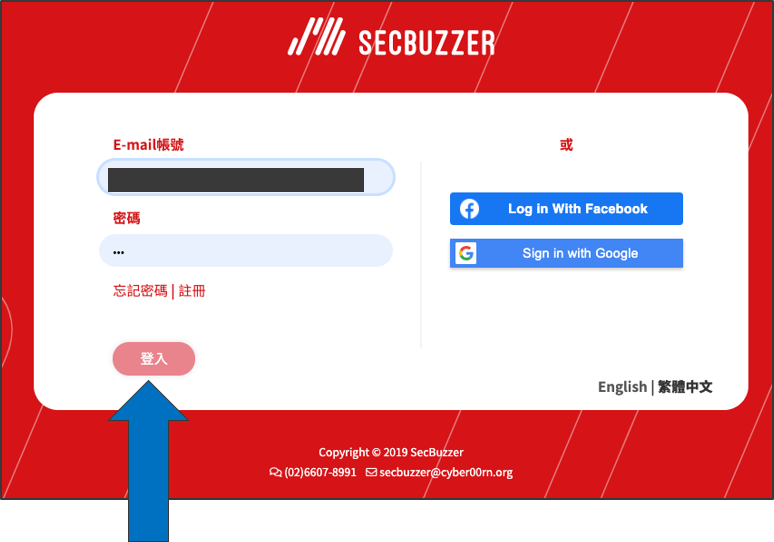 SECBUZZER
E-mail帳號
密碼
•••
忘記密碼 | 註冊
登入
或
Log in With Facebook
Sign in with Google
English | 繁體中文
Copyright © 2019 SecBuzzer
(02)6607-8991 secbuzzer@cyber00rn.org